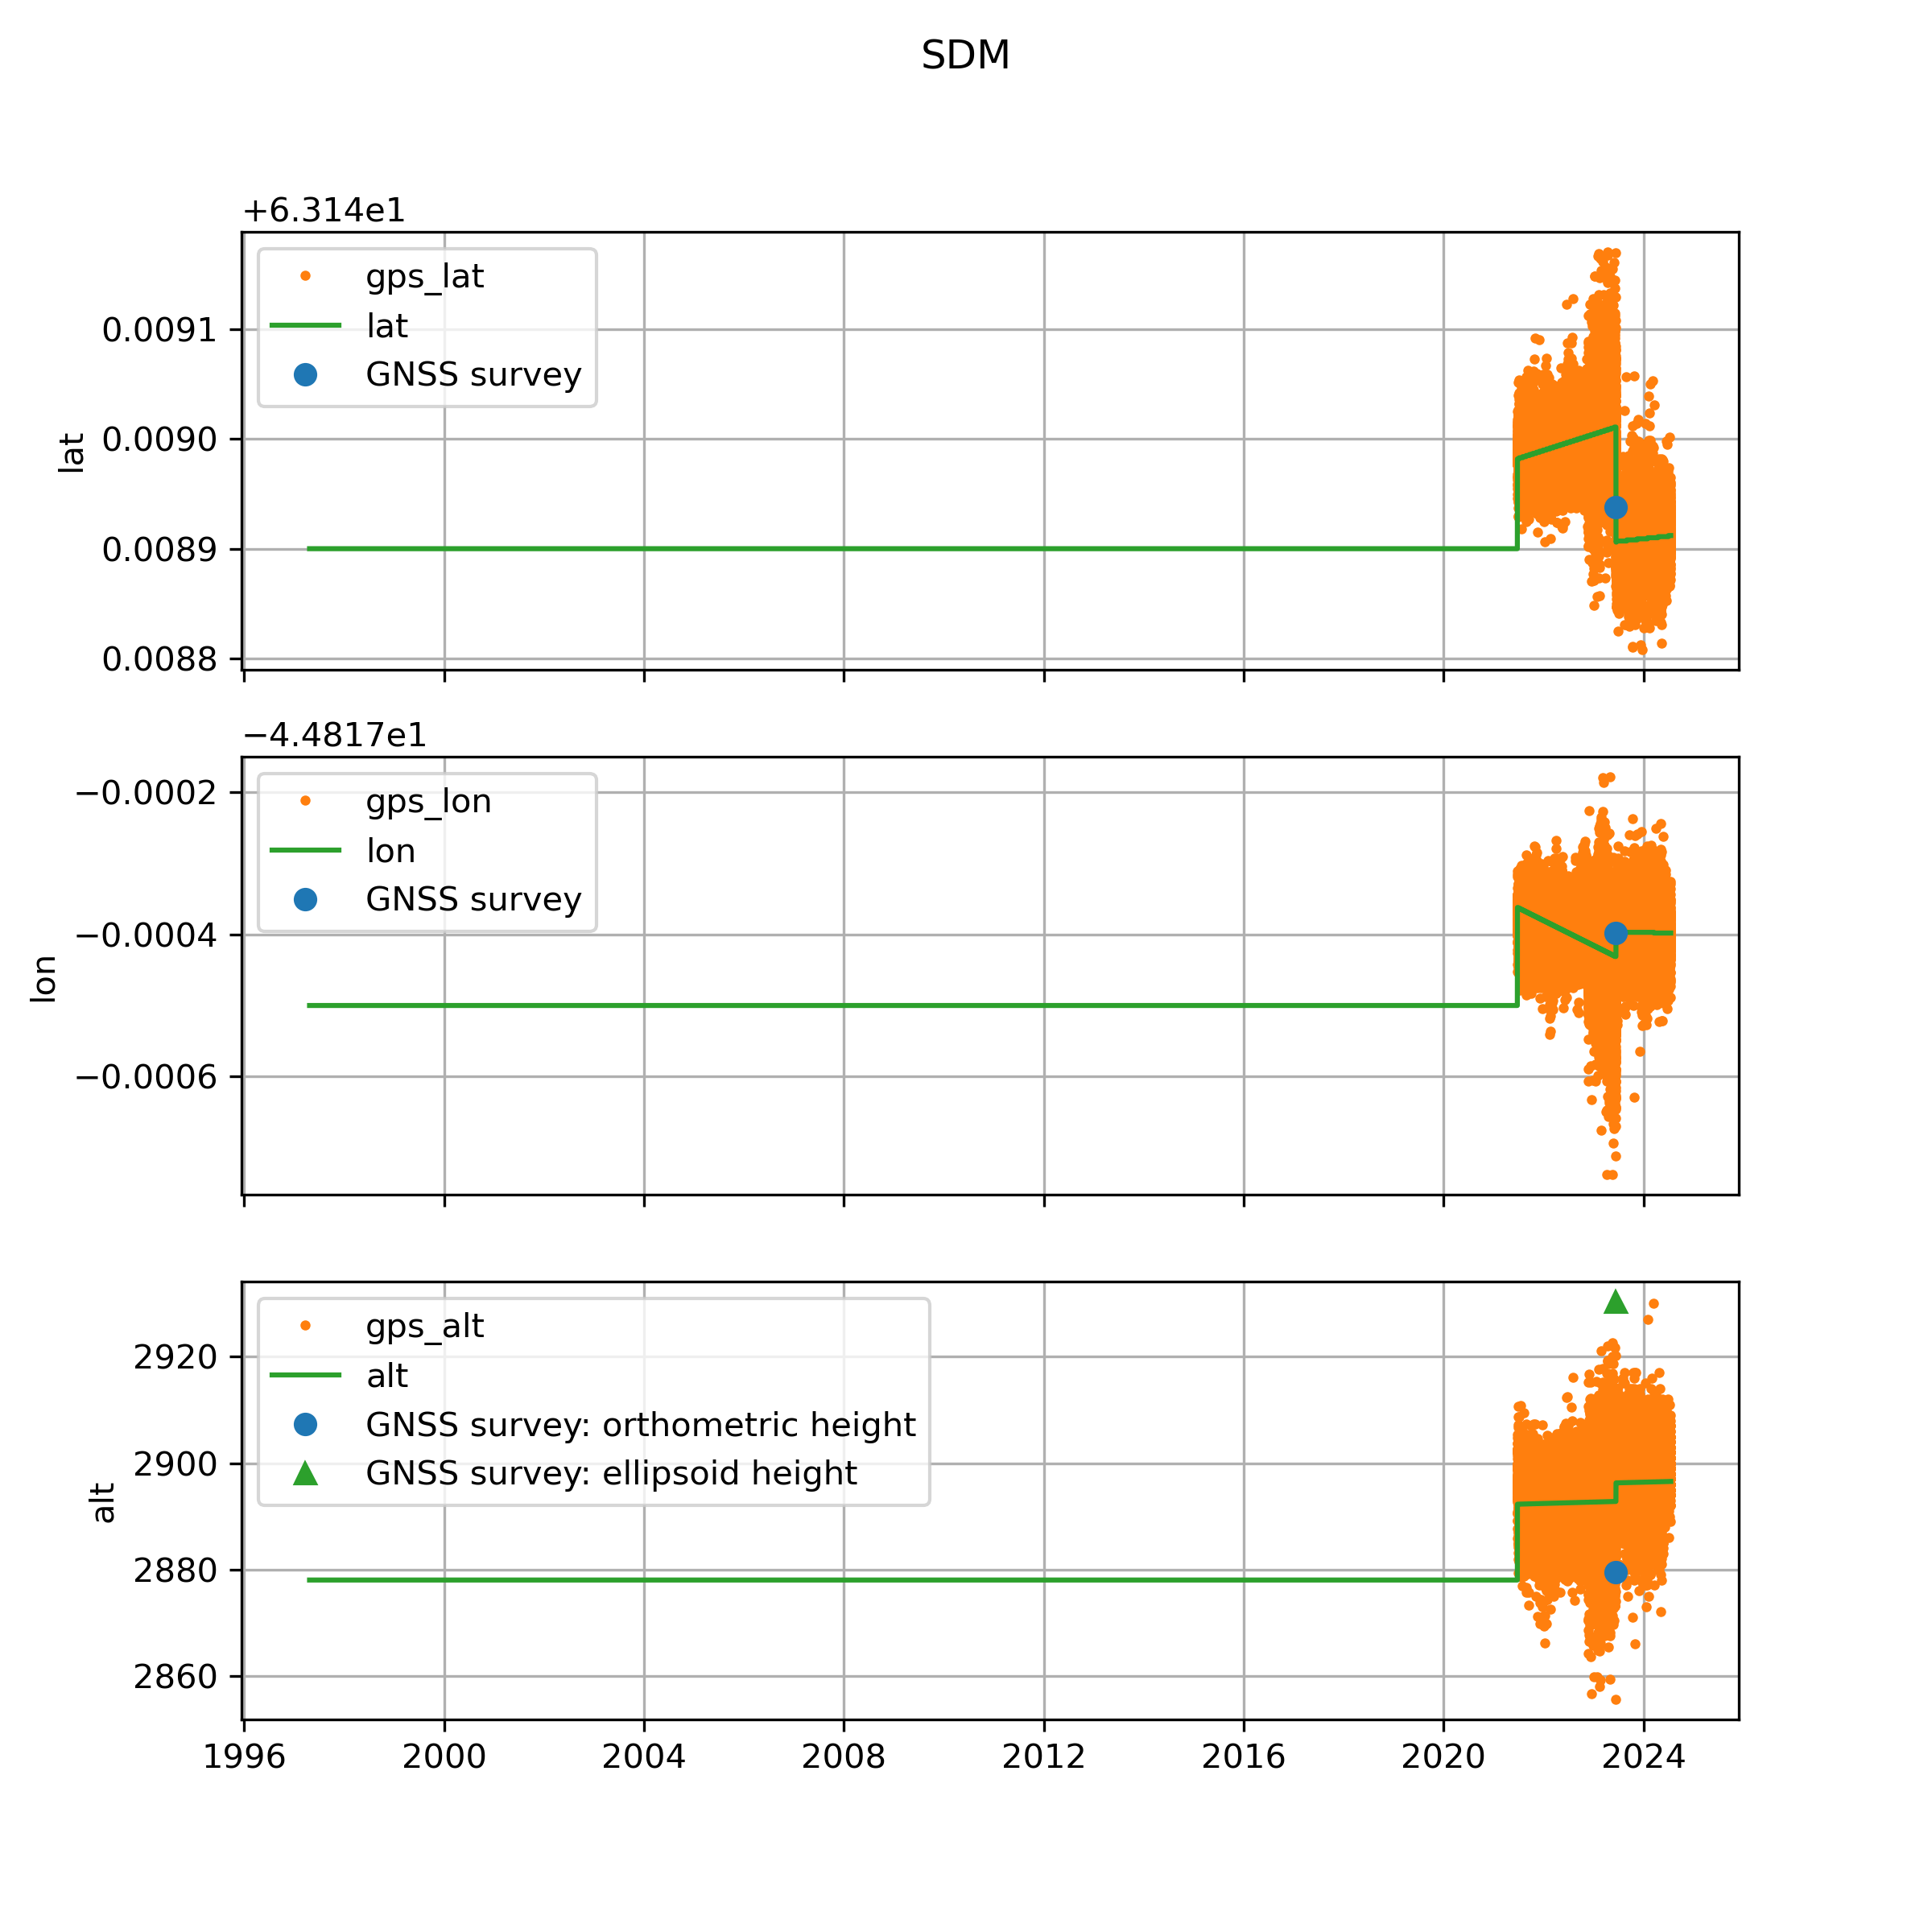 SDM
+6.314e1
gps_lat
lat
GNSS survey
0.0091
0.0090
0.0089
0.0088
lat
−4.4817e1
gps_lon
lon
GNSS survey
−0.0002
−0.0004
−0.0006
lon
gps_alt
alt
GNSS survey: orthometric height
GNSS survey: ellipsoid height
2920
2900
2880
2860
alt
1996 2000 2004 2008 2012 2016 2020 2024